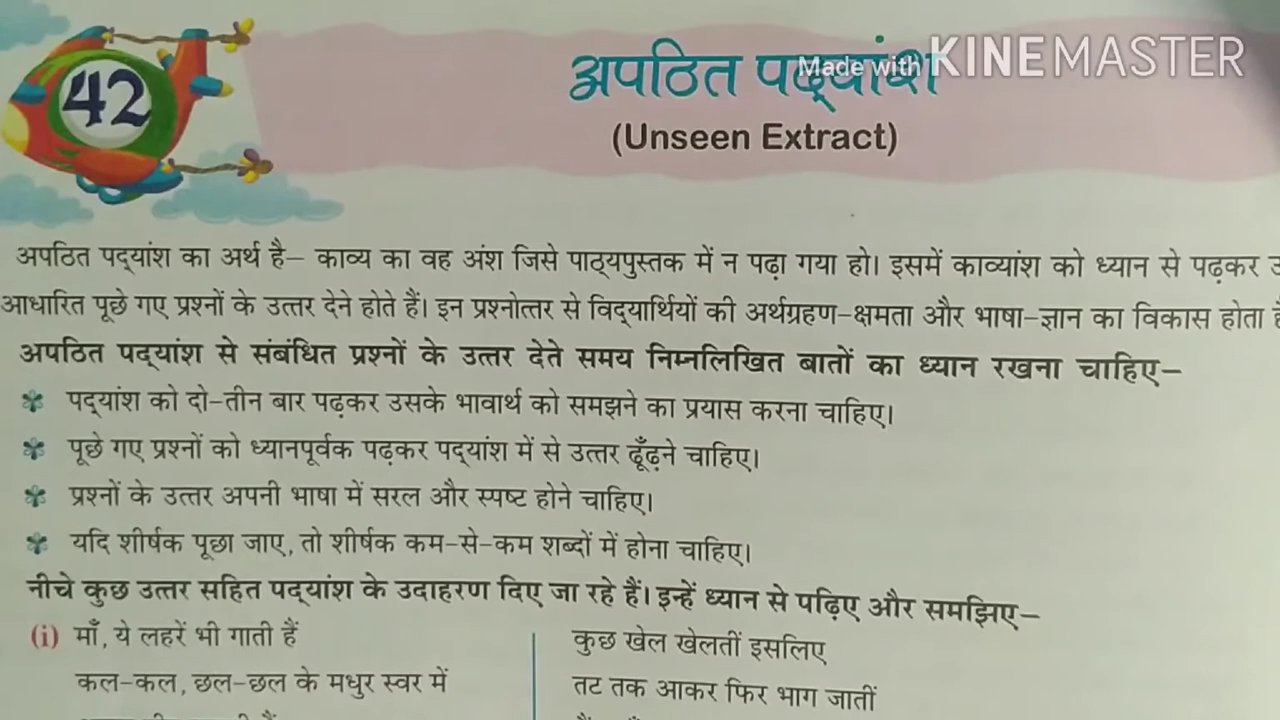 42
अपठित पद्यांश
Made with KINEMASTER
(Unseen Extract)
अपठित पद्यांश का अर्थ है– काव्य का वह अंश जिसे पाठ्यपुस्तक में न पढ़ा गया हो। इसमें काव्यांश को ध्यान से पढ़कर
आधारित पूछे गए प्रश्नों के उत्तर देने होते हैं। इन प्रश्नोत्तर से विद्यार्थियों की अर्थग्रहण-क्षमता और भाषा-ज्ञान का विकास होता
अपठित पद्यांश से संबंधित प्रश्नों के उत्तर देते समय निम्नलिखित बातों का ध्यान रखना चाहिए–
पद्यांश को दो-तीन बार पढ़कर उसके भावार्थ को समझने का प्रयास करना चाहिए।
पूछे गए प्रश्नों को ध्यानपूर्वक पढ़कर पद्यांश में से उत्तर ढूँढ़ने चाहिए।
प्रश्नों के उत्तर अपनी भाषा में सरल और स्पष्ट होने चाहिए।
यदि शीर्षक पूछा जाए, तो शीर्षक कम-से-कम शब्दों में होना चाहिए।
नीचे कुछ उत्तर सहित पद्यांश के उदाहरण दिए जा रहे हैं। इन्हें ध्यान से पढ़िए और समझिए–
(i) माँ, ये लहरें भी गाती हैं
कल-कल, छल-छल के मधुर स्वर में
कुछ खेल खेलतीं इसलिए
तट तक आकर फिर भाग जातीं